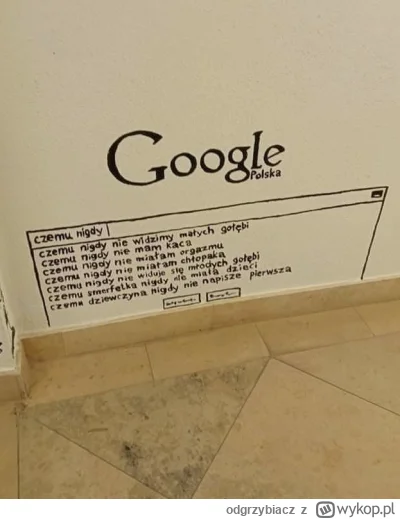 Google
Polska
czemu nigdy
czemu nigdy nie widzimy małych gołębi
czemu nigdy nie mam kaca
czemu nigdy nie miałam orgazmu
czemu nigdy nie miałam chłopaka
czemu nigdy nie widuje się młodych gołębi
czemu smerfetka nigdy nie miała dzieci
czemu dziewczyna nigdy nie napisze pierwsza
odgrzybiacz z wykop.pl